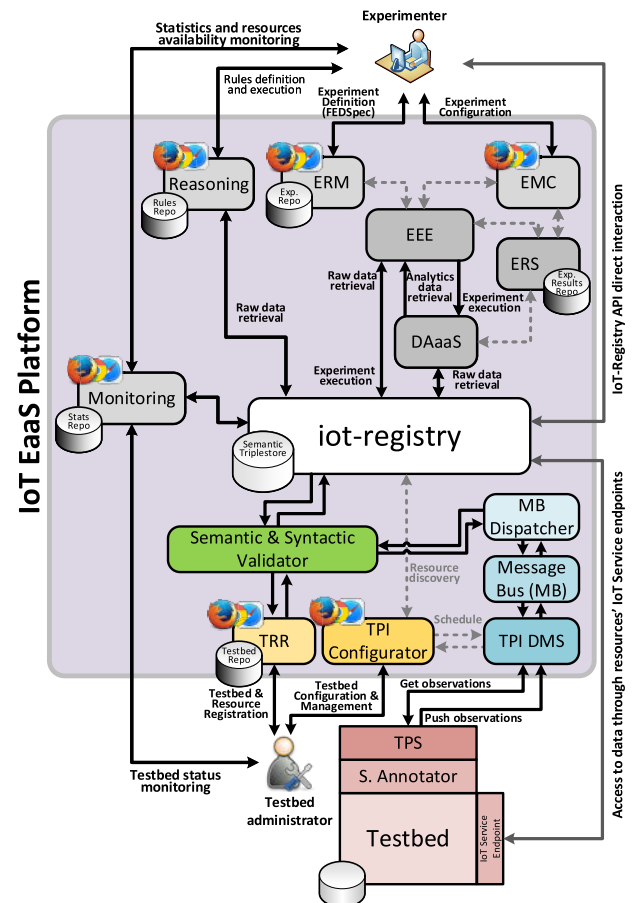 Experimenter
Statistics and resources
availability monitoring
Rules definition
and execution
Experiment
Definition
(FEDSpec)
Experiment
Configuration
Reasoning
Rules
Repo
ERM
Exp.
Repo
EMC
EEE
ERS
Exp.
Results
Repo
Raw data
retrieval
Analytics
data
retrieval
Experiment
execution
DAaaS
Raw data
retrieval
Experiment
execution
Raw data
retrieval
Monitoring
Stats
Repo
iot-registry
Semantic
Triplestore
IoT EaaS Platform
IoT-Registry API direct interaction
Semantic & Syntactic
Validator
MB
Dispatcher
Message
Bus (MB)
Resource
discovery
Schedule
TRR
Testbed
Repo
TPI
Configurator
TPI DMS
Testbed &
Resource
Registration
Testbed
Configuration &
Management
Get observations
Push observations
Testbed status
monitoring
Testbed
administrator
TPS
S. Annotator
Testbed
IoT Service
Endpoint
Access to data through resources’ IoT Service endpoints